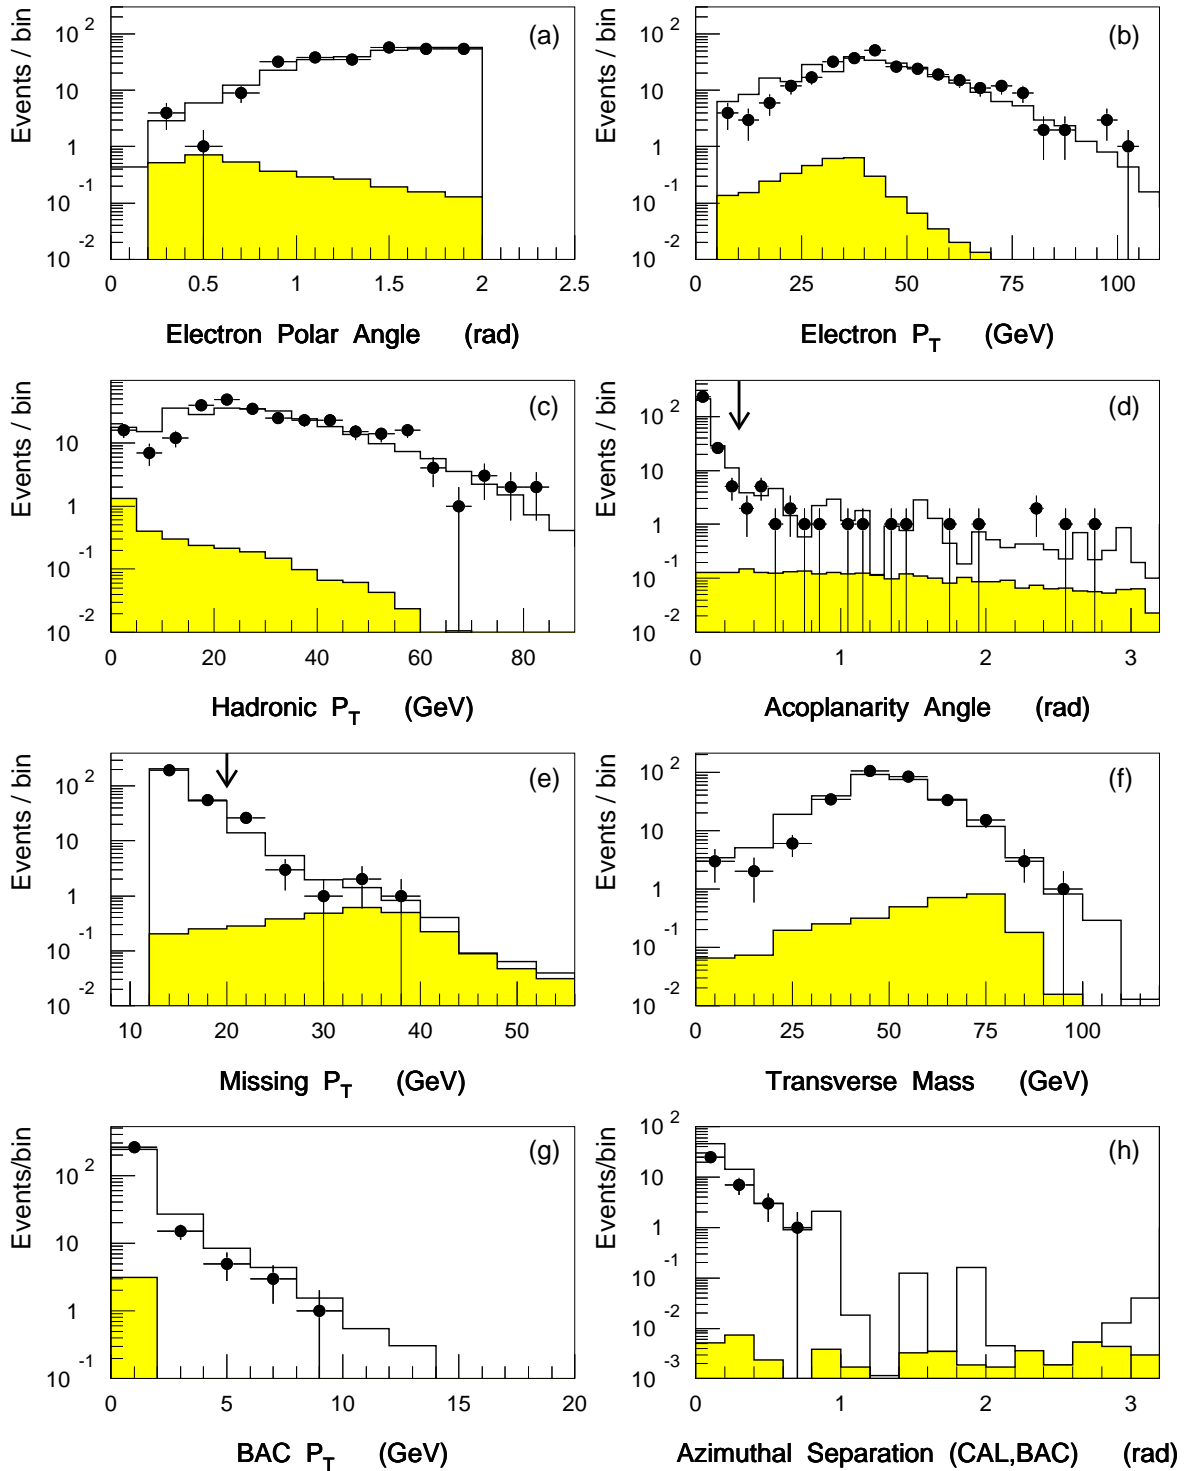 Events / bin
(a)
10 2
10
1
10 -1
10 -2
0 0.5 1 1.5 2 2.5
Electron Polar Angle (rad)
Events / bin
(b)
10 2
10
1
10 -1
10 -2
25 50 75 100
Electron PT (GeV)
Events / bin
(c)
10
1
10 -1
10 -2
0 20 40 60 80
Hadronic PT (GeV)
Events / bin
(d)
10 2
10
1
10 -1
10 -2
0 1 2 3
Acoplanarity Angle (rad)
Events / bin
(e)
10 2
10
1
10 -1
10 -2
10 20 30 40 50
Missing PT (GeV)
Events / bin
(f)
10 2
10
1
10 -1
10 -2
0 25 50 75 100
Transverse Mass (GeV)
Events/bin
(g)
10 2
10
1
10 -1
0 5 10 15 20
BAC PT (GeV)
Events/bin
(h)
10 2
10
1
10 -1
10 -2
10 -3
0 1 2 3
Azimuthal Separation (CAL,BAC) (rad)